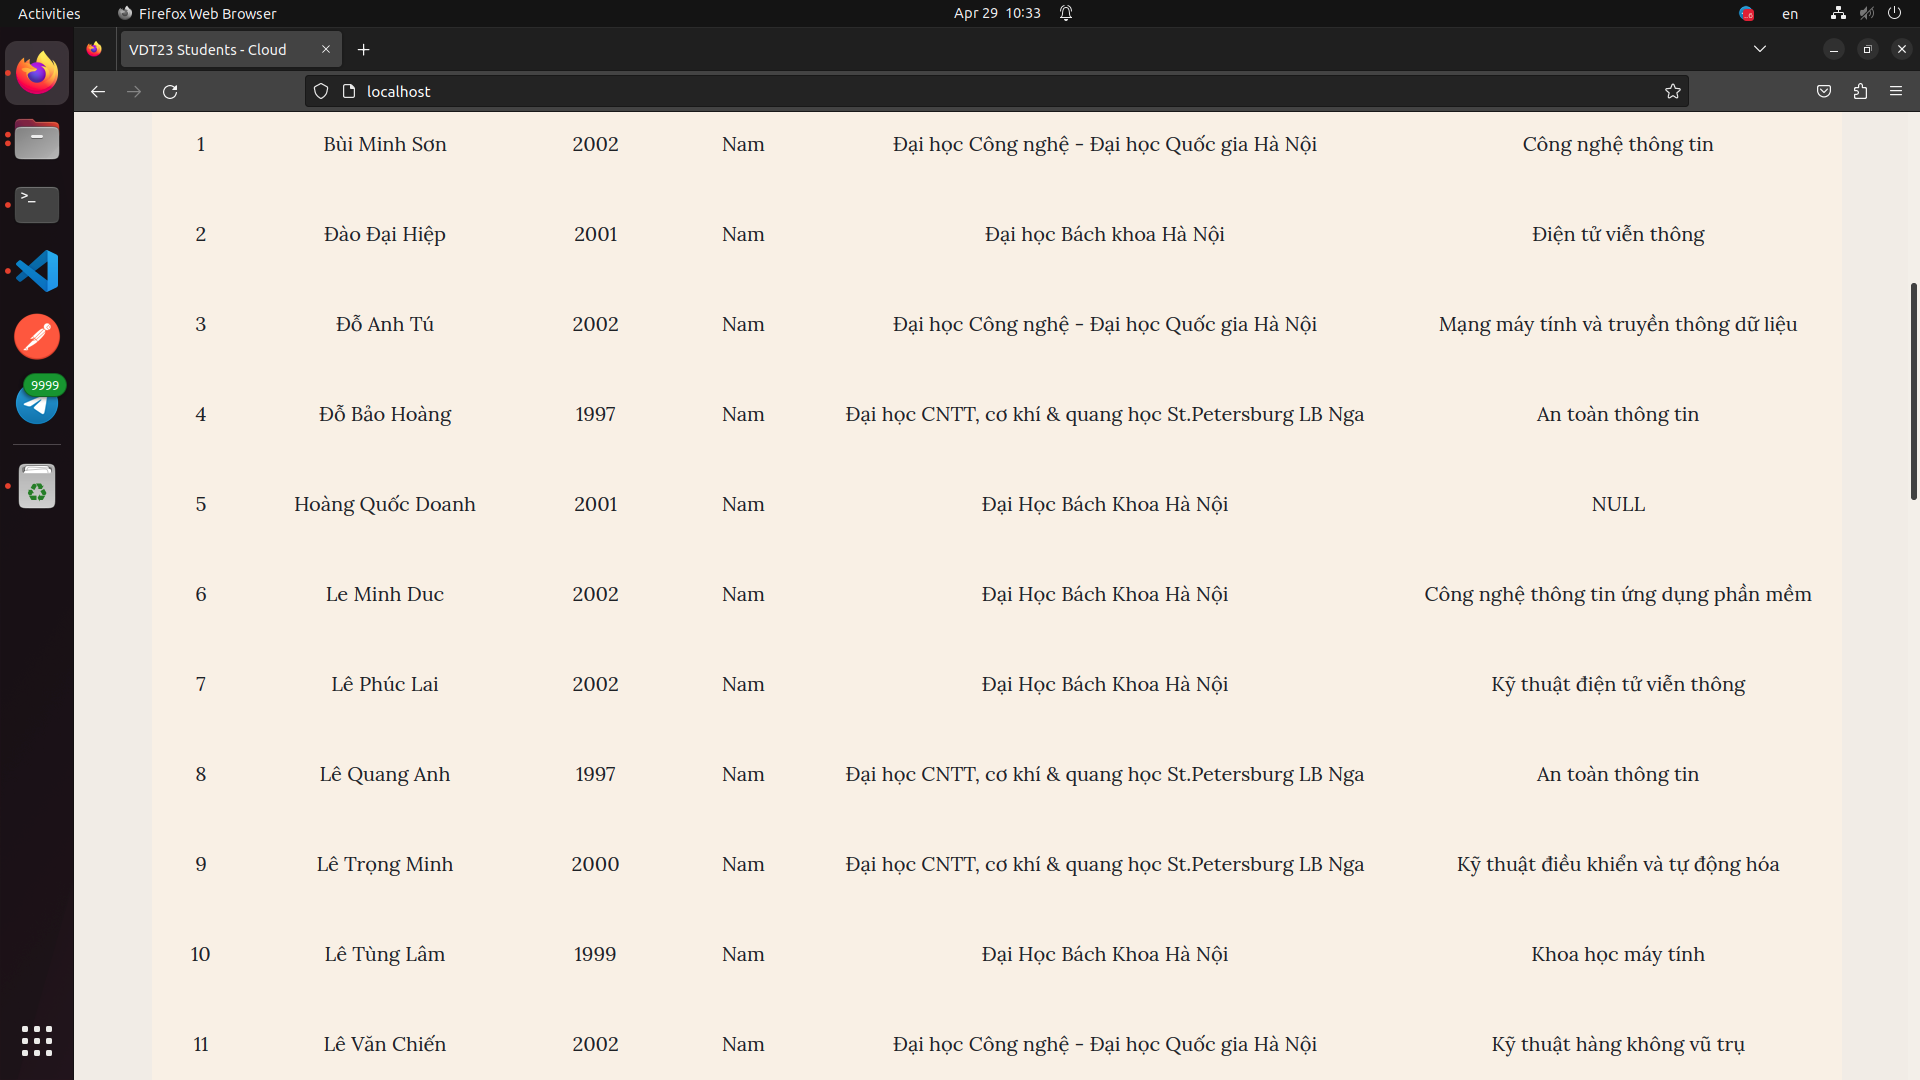 Activities Firefox Web Browser Apr 29 10:33 en
VDT23 Students - Cloud
localhost
1 Bùi Minh Sơn 2002 Nam Đại học Công nghệ - Đại học Quốc gia Hà Nội Công nghệ thông tin
2 Đào Đại Hiệp 2001 Nam Đại học Bách khoa Hà Nội Điện tử viễn thông
3 Đỗ Anh Tú 2002 Nam Đại học Công nghệ - Đại học Quốc gia Hà Nội Mạng máy tính và truyền thông dữ liệu
9999
4 Đỗ Bảo Hoàng 1997 Nam Đại học CNTT, cơ khí & quang học St.Petersburg LB Nga An toàn thông tin
5 Hoàng Quốc Doanh 2001 Nam Đại Học Bách Khoa Hà Nội NULL
6 Le Minh Duc 2002 Nam Đại Học Bách Khoa Hà Nội Công nghệ thông tin ứng dụng phần mềm
7 Lê Phúc Lai 2002 Nam Đại Học Bách Khoa Hà Nội Kỹ thuật điện tử viễn thông
8 Lê Quang Anh 1997 Nam Đại học CNTT, cơ khí & quang học St.Petersburg LB Nga An toàn thông tin
9 Lê Trọng Minh 2000 Nam Đại học CNTT, cơ khí & quang học St.Petersburg LB Nga Kỹ thuật điều khiển và tự động hóa
10 Lê Tùng Lâm 1999 Nam Đại Học Bách Khoa Hà Nội Khoa học máy tính
11 Lê Văn Chiến 2002 Nam Đại học Công nghệ - Đại học Quốc gia Hà Nội Kỹ thuật hàng không vũ trụ